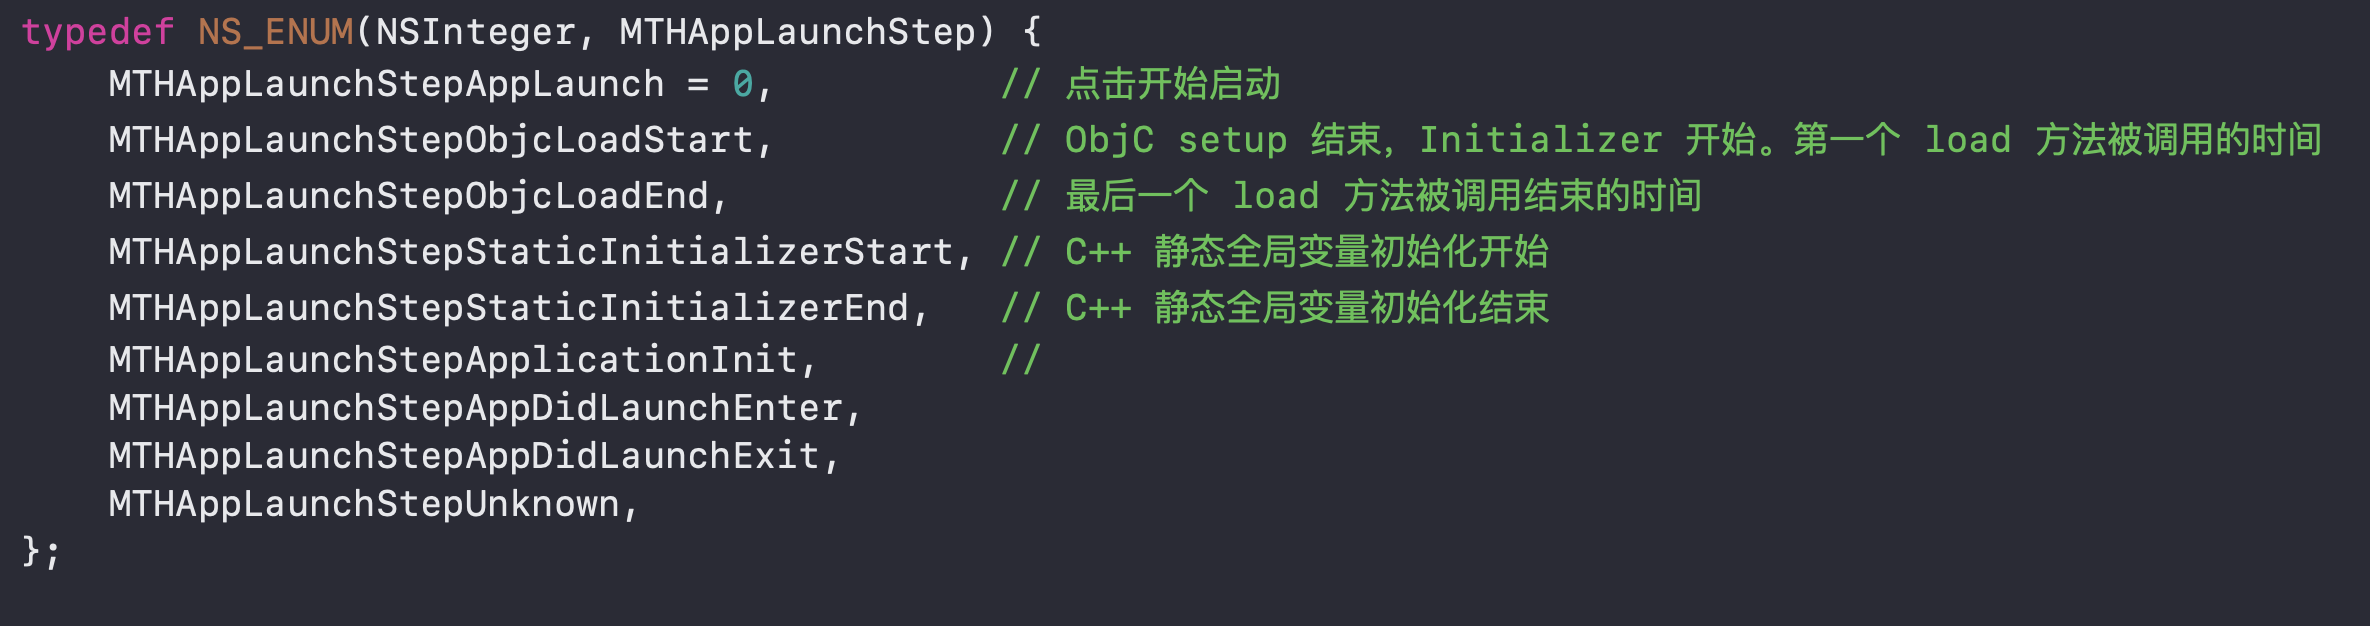 typedef NS_ENUM(NSInteger, MTHAppLaunchStep) {
    MTHAppLaunchStepAppLaunch = 0,          // 点击开始启动
    MTHAppLaunchStepObjcLoadStart,          // ObjC setup 结束，Initializer 开始。第一个 load 方法被调用的时间
    MTHAppLaunchStepObjcLoadEnd,            // 最后一个 load 方法被调用结束的时间
    MTHAppLaunchStepStaticInitializerStart, // C++ 静态全局变量初始化开始
    MTHAppLaunchStepStaticInitializerEnd,   // C++ 静态全局变量初始化结束
    MTHAppLaunchStepApplicationInit,        //
    MTHAppLaunchStepAppDidLaunchEnter,
    MTHAppLaunchStepAppDidLaunchExit,
    MTHAppLaunchStepUnknown,
};